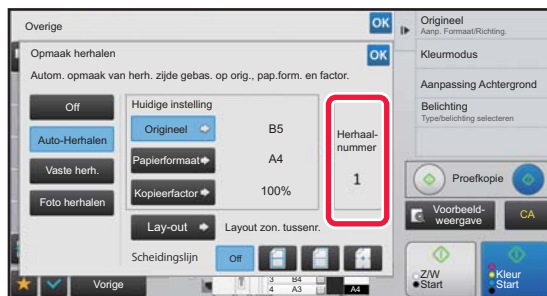 Overige
OK
Opmaak herhalen
OK
Autom. opmaak van herh. zijde gebas. op orig., pap.form. en factor.
Off
Auto-Herhalen
Vaste herh.
Foto herhalen
Huidige instelling
Origineel
B5
Papierformaat
A4
Kopieerfactor
100%
Herhaal-
nummer
1
Lay-out
Layout zon. tussenr.
Scheidingslijn
Off
Vorige
3 B4
4 A3
A4
Origineel
Aanp. Formaat/Richting.
Kleurmodus
Aanpassing Achtergrond
Belichting
Type/belichting selecteren
Proefkopie
Voorbeeld-
weergave
CA
Z/W
Start
Kleur
Start